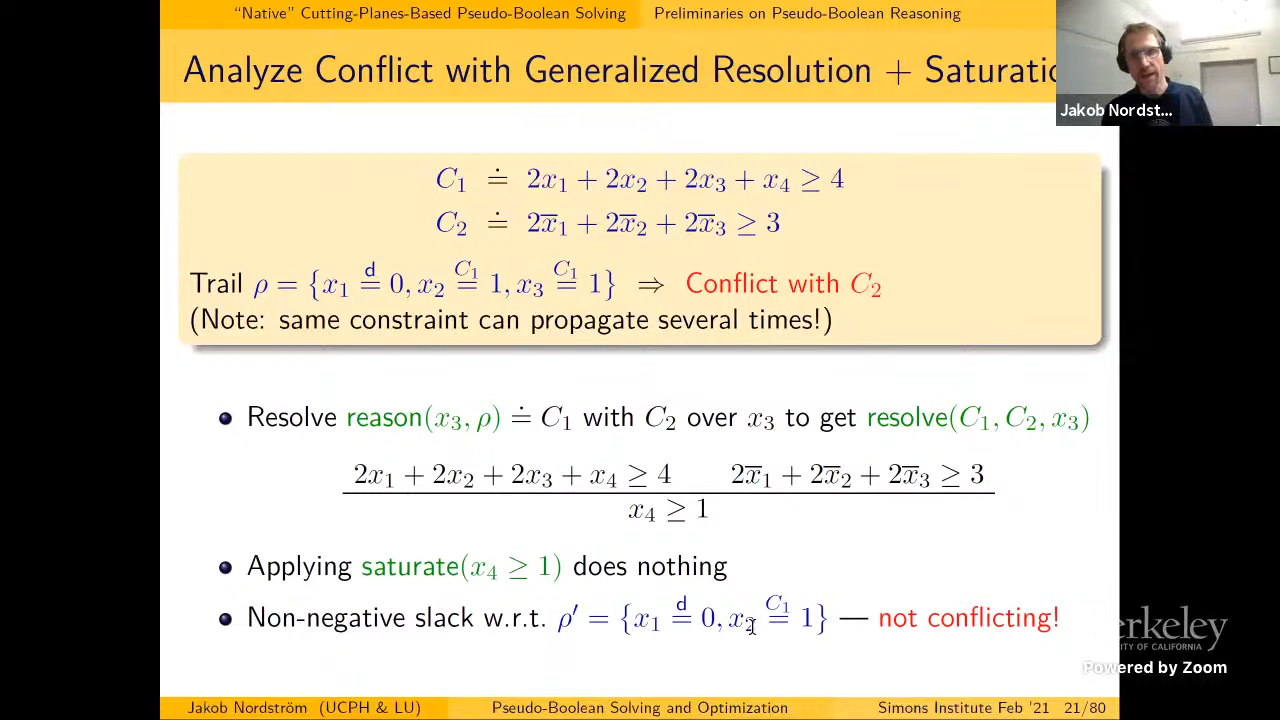 “Native” Cutting-Planes-Based Pseudo-Boolean Solving Preliminaries on Pseudo-Boolean Reasoning
Analyze Conflict with Generalized Resolution + Saturatio
Jakob Nordst...
C₁ ≐ 2x₁ + 2x₂ + 2x₃ + x₄ ≥ 4
C₂ ≐ 2x̅₁ + 2x̅₂ + 2x̅₃ ≥ 3
Trail ρ = {x₁ =ᵈ 0, x₂ =^{C₁} 1, x₃ =^{C₁} 1} ⇒ Conflict with C₂
(Note: same constraint can propagate several times!)
Resolve reason(x₃, ρ) ≐ C₁ with C₂ over x₃ to get resolve(C₁, C₂, x₃)
2x₁ + 2x₂ + 2x₃ + x₄ ≥ 4 2x̅₁ + 2x̅₂ + 2x̅₃ ≥ 3
x₄ ≥ 1
Applying saturate(x₄ ≥ 1) does nothing
Non-negative slack w.r.t. ρ′ = {x₁ =ᵈ 0, x₂ =^{C₁} 1} — not conflicting!
erkeley
ITY OF CALIFORNIA
Powered by Zoom
Jakob Nordström (UCPH & LU) Pseudo-Boolean Solving and Optimization Simons Institute Feb '21 21/80